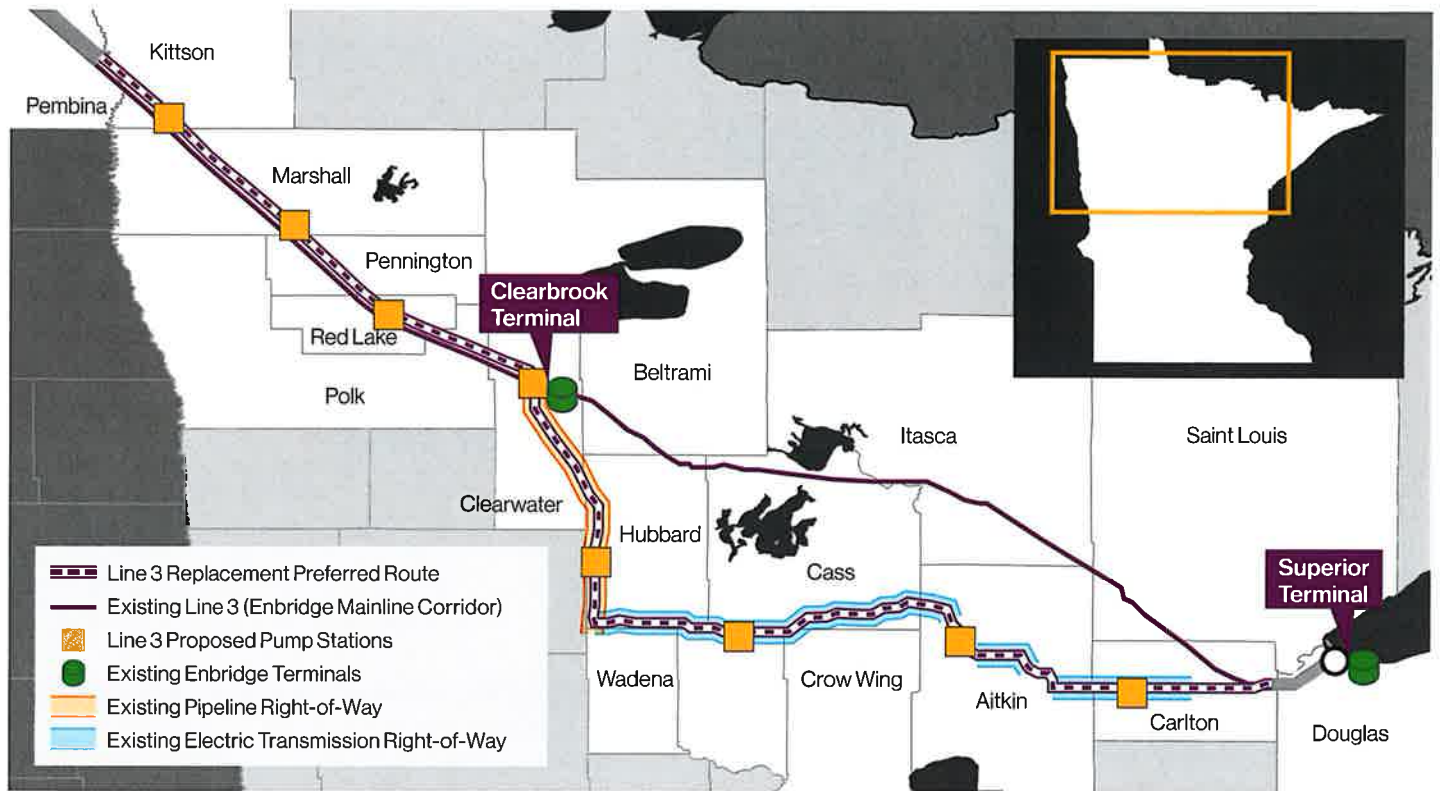 Kittson
Pembina
Marshall
Pennington
Clearbrook
Terminal
Red Lake
Beltrami
Polk
Itasca
Saint Louis
Clearwater
Hubbard
Cass
Superior
Terminal
Wadena
Crow Wing
Aitkin
Carlton
Douglas
Line 3 Replacement Preferred Route
Existing Line 3 (Enbridge Mainline Corridor)
Line 3 Proposed Pump Stations
Existing Enbridge Terminals
Existing Pipeline Right-of-Way
Existing Electric Transmission Right-of-Way